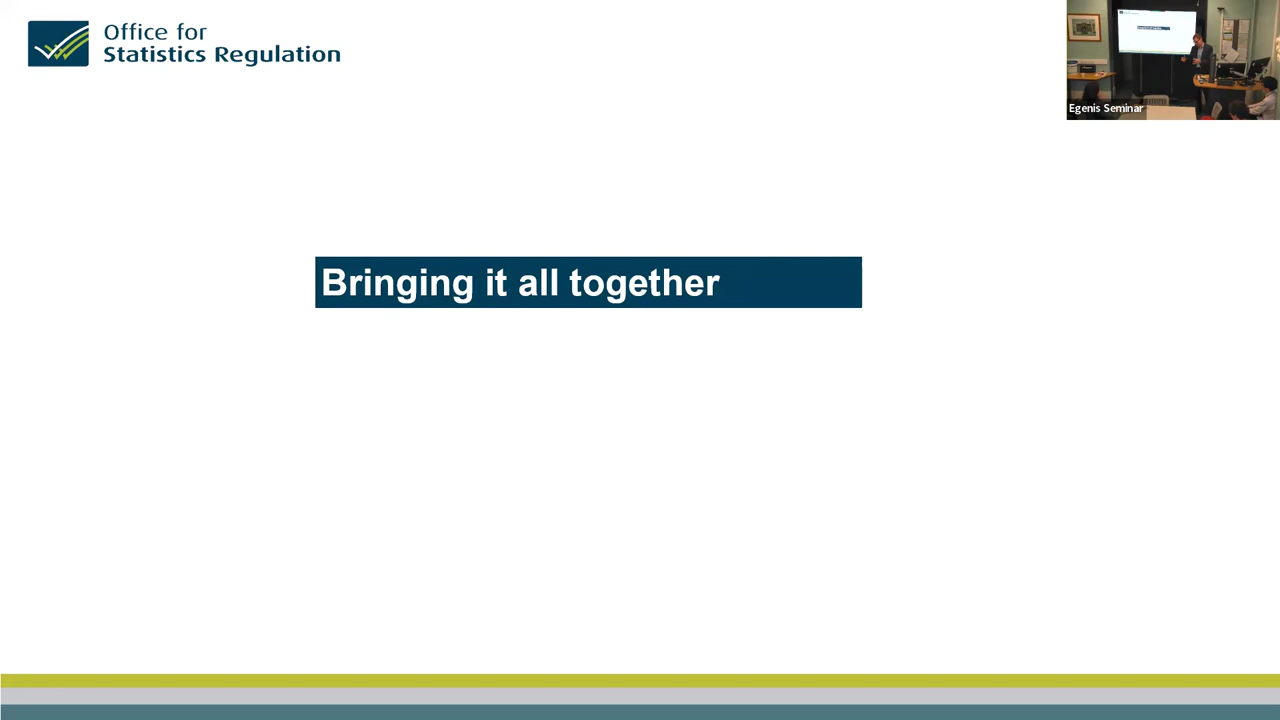 Office for
Statistics Regulation
Egenis Seminar
Bringing it all together